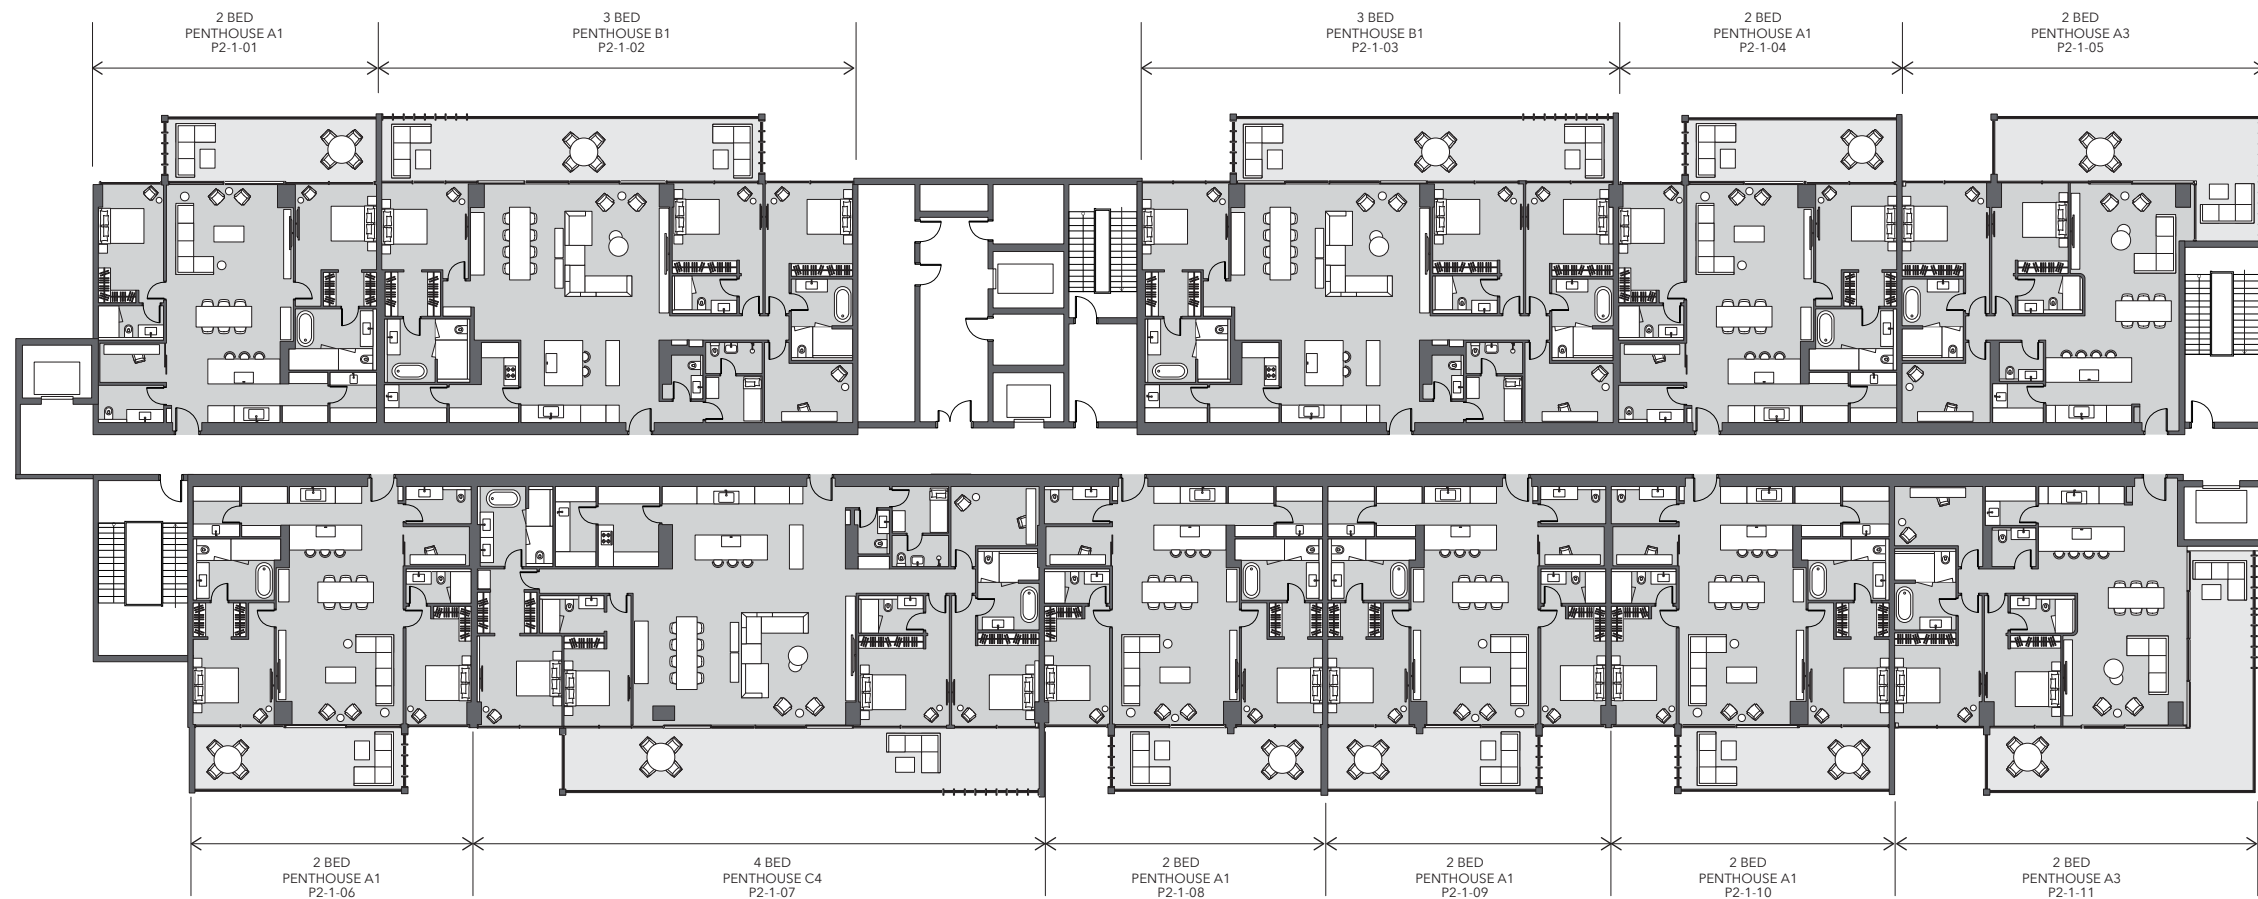 2 BED
PENTHOUSE A1
P2-1-01
3 BED
PENTHOUSE B1
P2-1-02
3 BED
PENTHOUSE B1
P2-1-03
2 BED
PENTHOUSE A1
P2-1-04
2 BED
PENTHOUSE A3
P2-1-05
2 BED
PENTHOUSE A1
P2-1-06
4 BED
PENTHOUSE C4
P2-1-07
2 BED
PENTHOUSE A1
P2-1-08
2 BED
PENTHOUSE A1
P2-1-09
2 BED
PENTHOUSE A1
P2-1-10
2 BED
PENTHOUSE A3
P2-1-11